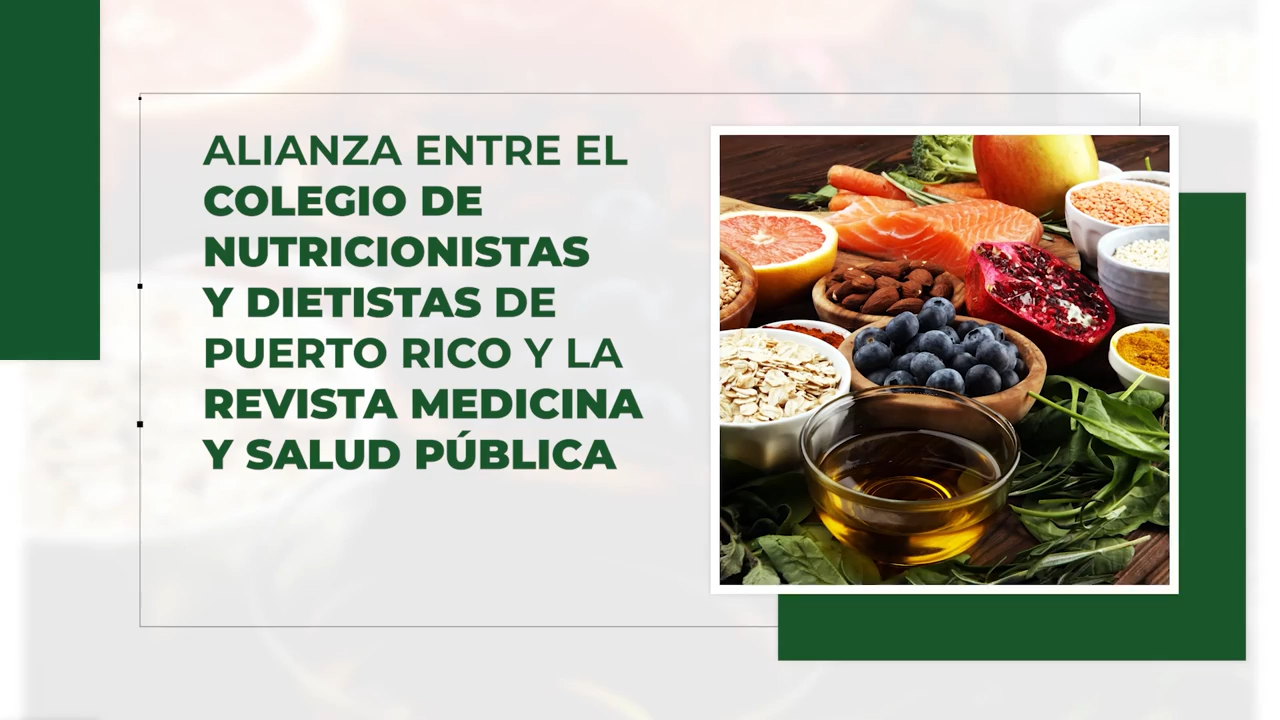 ALIANZA ENTRE EL
COLEGIO DE
NUTRICIONISTAS
Y DIETISTAS DE
PUERTO RICO Y LA
REVISTA MEDICINA
Y SALUD PÚBLICA